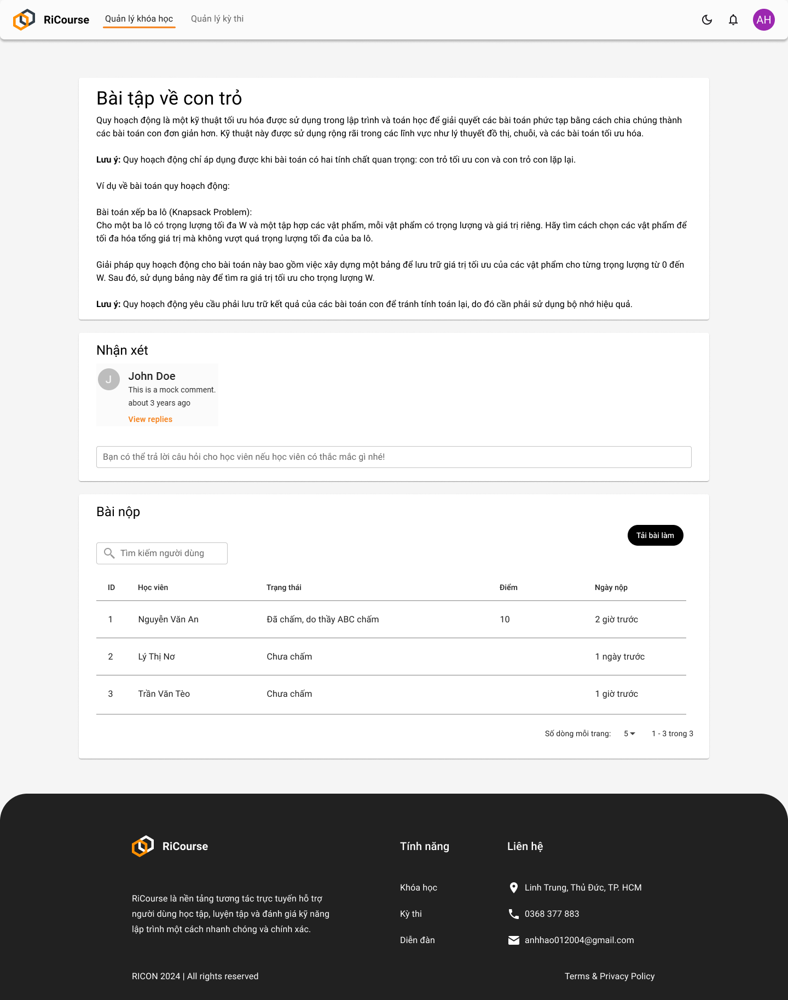 RiCourse
Quản lý khóa học
Quản lý kỳ thi
AH
Bài tập về con trỏ
Quy hoạch động là một kỹ thuật tối ưu hóa được sử dụng trong lập trình và toán học để giải quyết các bài toán phức tạp bằng cách chia chúng thành
các bài toán con đơn giản hơn. Kỹ thuật này được sử dụng rộng rãi trong các lĩnh vực như lý thuyết đồ thị, chuỗi, và các bài toán tối ưu hóa.
Lưu ý: Quy hoạch động chỉ áp dụng được khi bài toán có hai tính chất quan trọng: con trỏ tối ưu con và con trỏ con lặp lại.
Ví dụ về bài toán quy hoạch động:
Bài toán xếp ba lô (Knapsack Problem):
Cho một ba lô có trọng lượng tối đa W và một tập hợp các vật phẩm, mỗi vật phẩm có trọng lượng và giá trị riêng. Hãy tìm cách chọn các vật phẩm để
tối đa hóa tổng giá trị mà không vượt quá trọng lượng tối đa của ba lô.
Giải pháp quy hoạch động cho bài toán này bao gồm việc xây dựng một bảng để lưu trữ giá trị tối ưu của các vật phẩm cho từng trọng lượng từ 0 đến
W. Sau đó, sử dụng bảng này để tìm ra giá trị tối ưu cho trọng lượng W.
Lưu ý: Quy hoạch động yêu cầu phải lưu trữ kết quả của các bài toán con để tránh tính toán lại, do đó cần phải sử dụng bộ nhớ hiệu quả.
Nhận xét
J
John Doe
This is a mock comment.
about 3 years ago
View replies
Bạn có thể trả lời câu hỏi cho học viên nếu học viên có thắc mắc gì nhé!
Bài nộp
Tải bài làm
Tìm kiếm người dùng
ID Học viên Trạng thái Điểm Ngày nộp
1 Nguyễn Văn An Đã chấm, do thầy ABC chấm 10 2 giờ trước
2 Lý Thị Nơ Chưa chấm 1 ngày trước
3 Trần Văn Tèo Chưa chấm 1 giờ trước
Số dòng mỗi trang: 5 1 - 3 trong 3
RiCourse
RiCourse là nền tảng tương tác trực tuyến hỗ trợ
người dùng học tập, luyện tập và đánh giá kỹ năng
lập trình một cách nhanh chóng và chính xác.
Tính năng
Khóa học
Kỳ thi
Diễn đàn
Liên hệ
Linh Trung, Thủ Đức, TP. HCM
0368 377 883
anhhao012004@gmail.com
RICON 2024 | All rights reserved
Terms & Privacy Policy